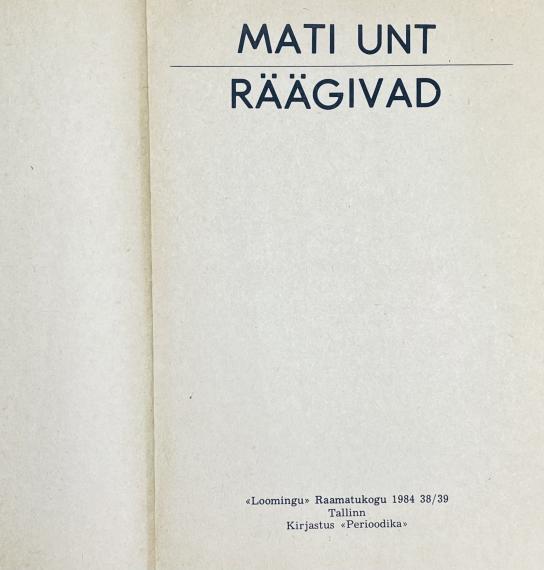 MATI UNT
RÄÄGIVAD
«Loomingu» Raamatukogu 1984 38/39
Tallinn
Kirjastus «Perioodika»